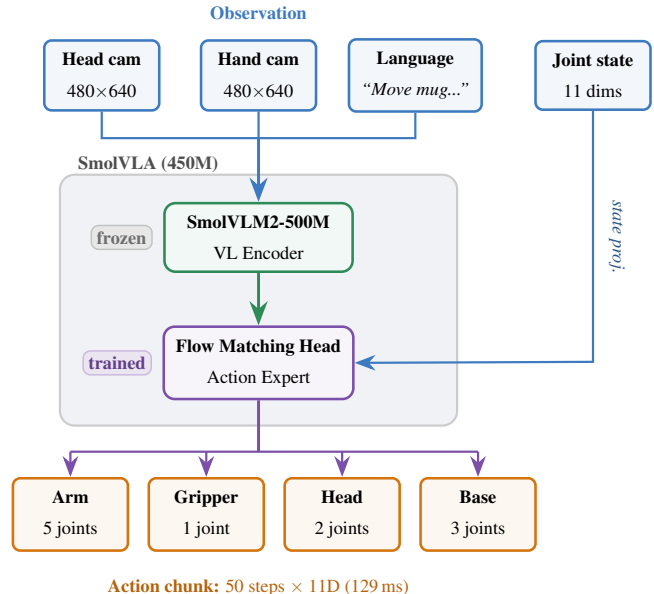 Observation
Head cam
480×640
Hand cam
480×640
Language
“Move mug...”
Joint state
11 dims
SmolVLA (450M)
frozen
SmolVLM2-500M
VL Encoder
state proj.
trained
Flow Matching Head
Action Expert
Arm
5 joints
Gripper
1 joint
Head
2 joints
Base
3 joints
Action chunk: 50 steps × 11D (129 ms)